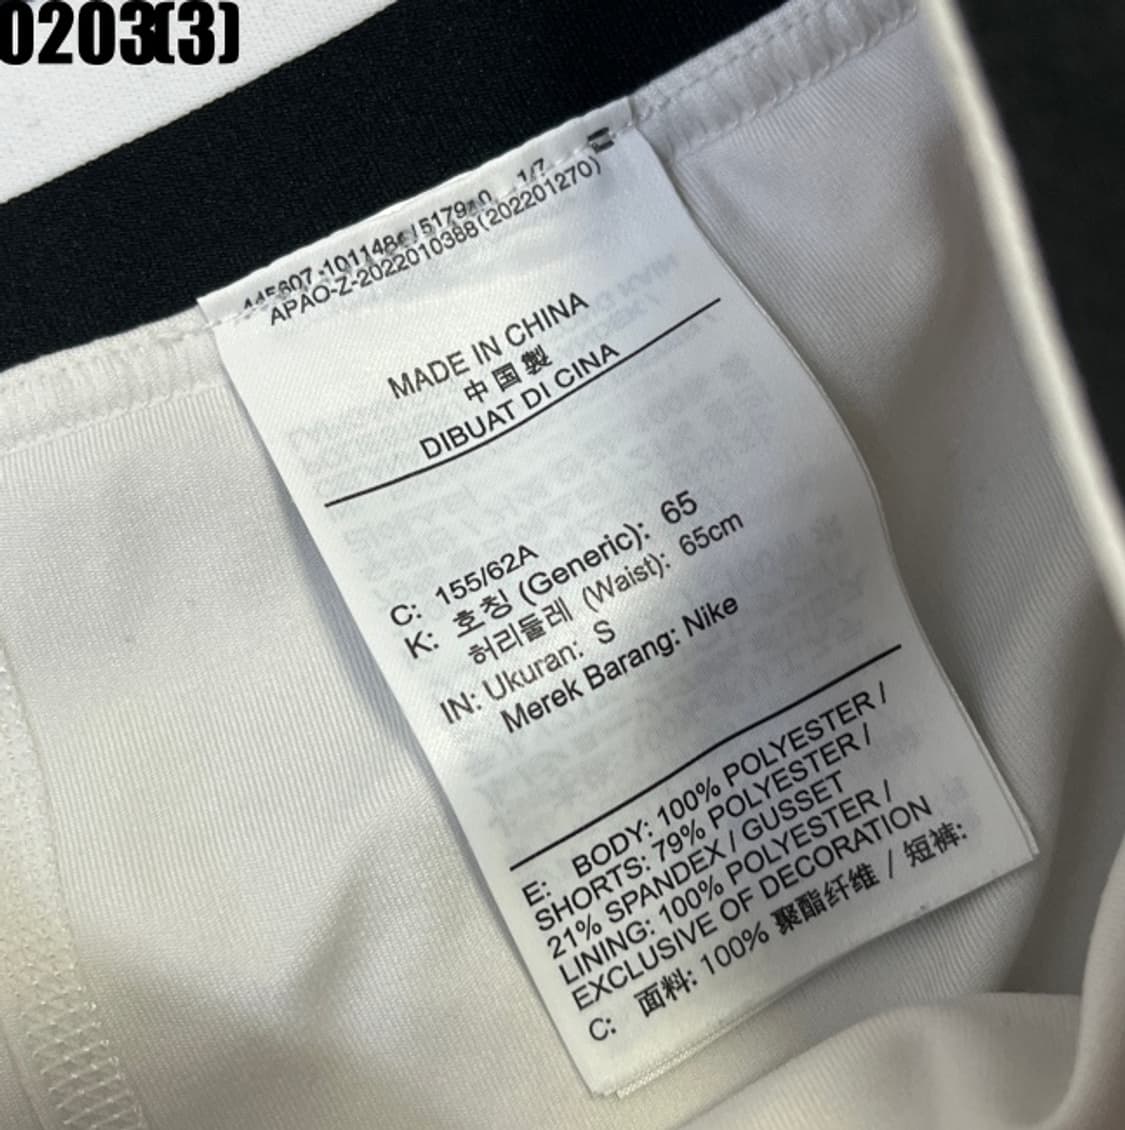 0203(3)
APAO-Z-2022010388(202201270)
MADE IN CHINA
中国製
DIBUAT DI CINA
C: 155/62A
K: 호칭 (Generic): 65
허리둘레 (Waist): 65cm
IN: Ukuran: S
Merek Barang: Nike
E: BODY: 100% POLYESTER /
SHORTS: 79% POLYESTER /
21% SPANDEX / GUSSET
LINING: 100% POLYESTER /
EXCLUSIVE OF DECORATION
C: 面料: 100% 聚酯纤维 / 短裤: